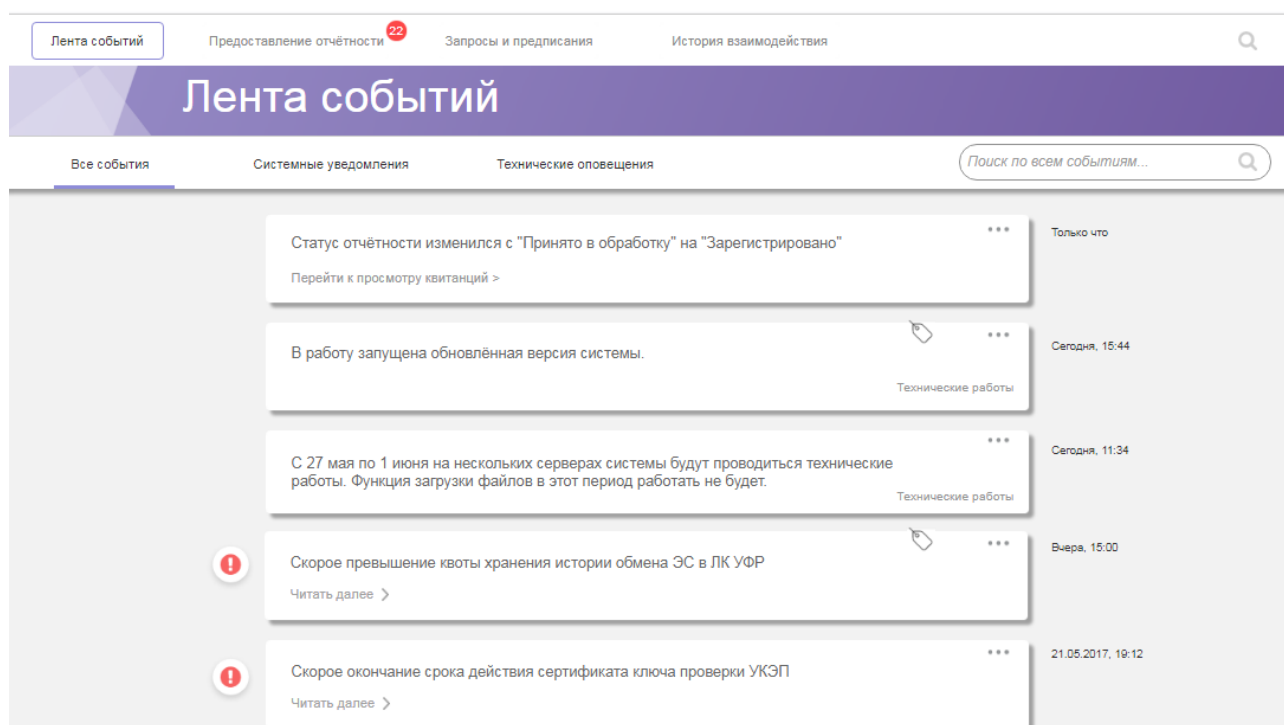 Лента событий
Предоставление отчётности 22
Запросы и предписания
История взаимодействия
Лента событий
Все события
Системные уведомления
Технические оповещения
Поиск по всем событиям...
Статус отчётности изменился с "Принято в обработку" на "Зарегистрировано"
Только что
Перейти к просмотру квитанций >
В работу запущена обновлённая версия системы.
Сегодня, 15:44
Технические работы
С 27 мая по 1 июня на нескольких серверах системы будут проводиться технические
работы. Функция загрузки файлов в этот период работать не будет.
Сегодня, 11:34
Технические работы
Скорое превышение квоты хранения истории обмена ЭС в ЛК УФР
Вчера, 15:00
Читать далее
Скорое окончание срока действия сертификата ключа проверки УКЭП
21.05.2017, 19:12
Читать далее